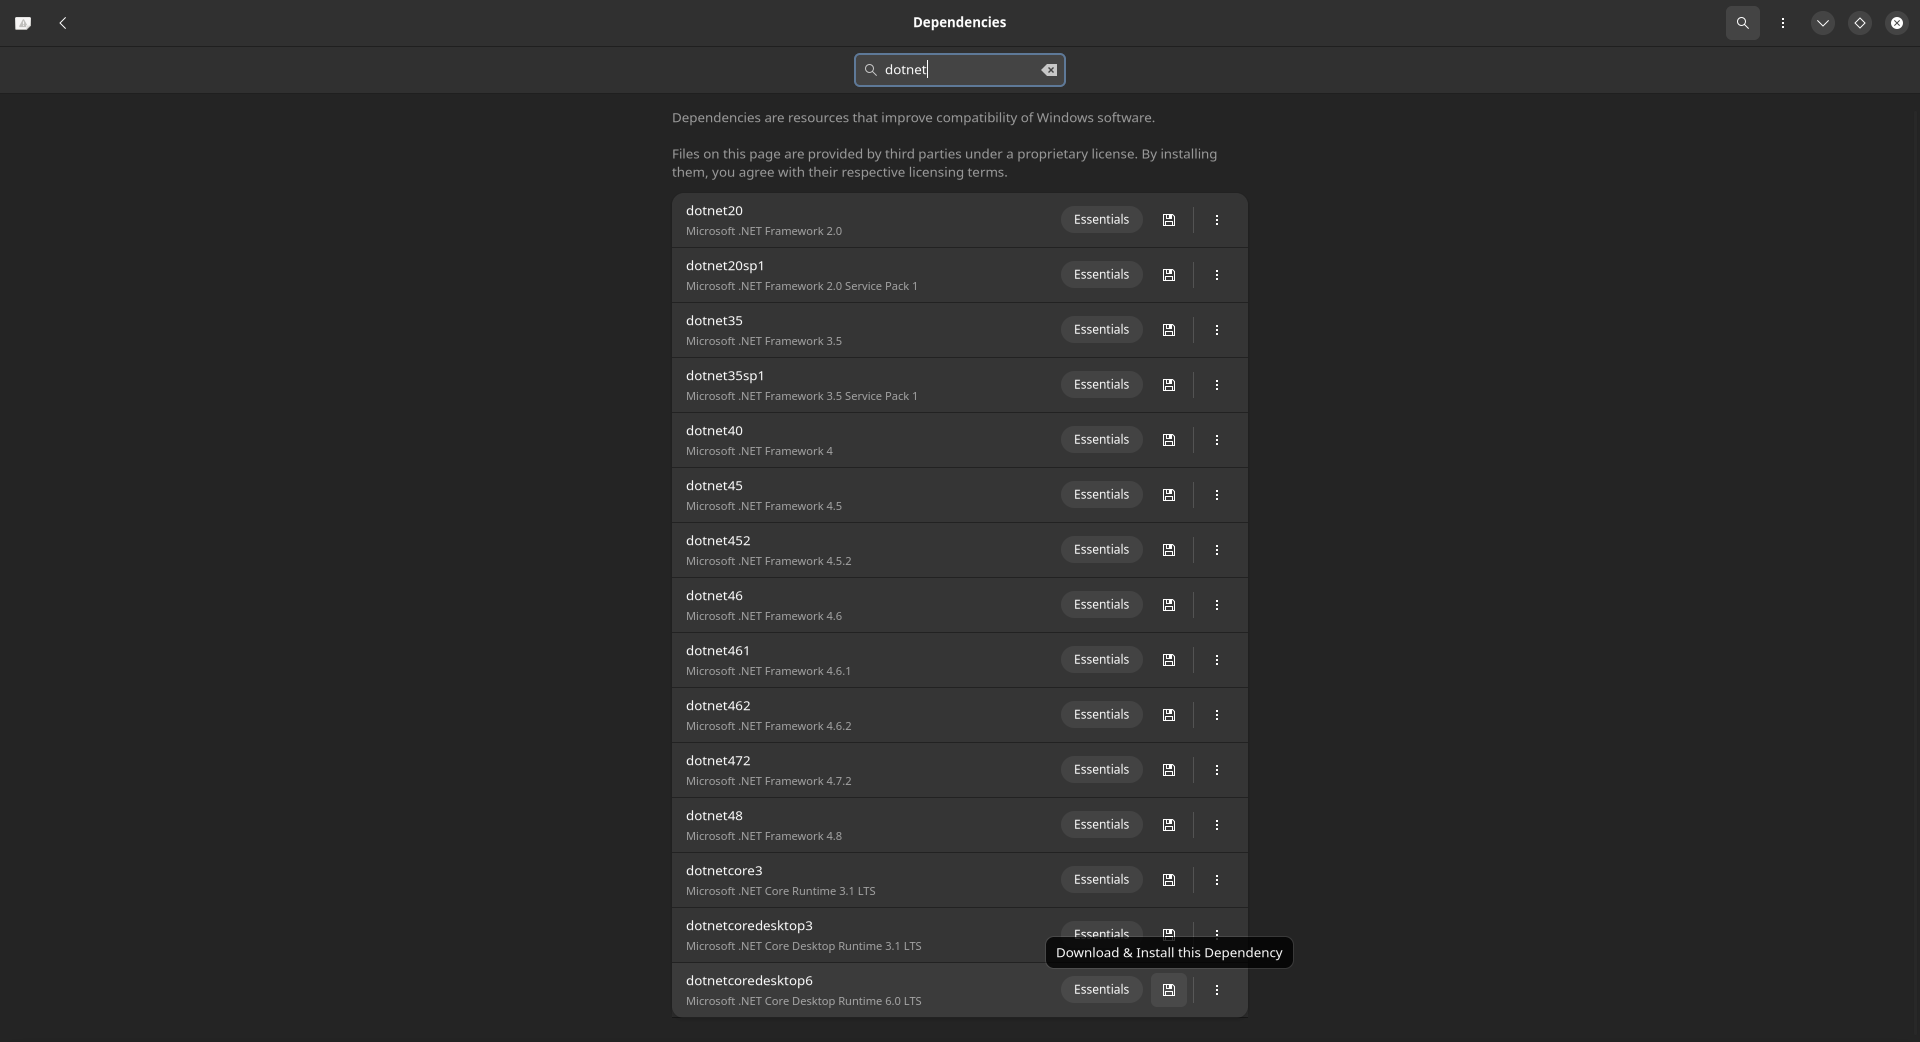 Dependencies
dotnet
Dependencies are resources that improve compatibility of Windows software.
Files on this page are provided by third parties under a proprietary license. By installing
them, you agree with their respective licensing terms.
dotnet20
Microsoft .NET Framework 2.0
Essentials
dotnet20sp1
Microsoft .NET Framework 2.0 Service Pack 1
Essentials
dotnet35
Microsoft .NET Framework 3.5
Essentials
dotnet35sp1
Microsoft .NET Framework 3.5 Service Pack 1
Essentials
dotnet40
Microsoft .NET Framework 4
Essentials
dotnet45
Microsoft .NET Framework 4.5
Essentials
dotnet452
Microsoft .NET Framework 4.5.2
Essentials
dotnet46
Microsoft .NET Framework 4.6
Essentials
dotnet461
Microsoft .NET Framework 4.6.1
Essentials
dotnet462
Microsoft .NET Framework 4.6.2
Essentials
dotnet472
Microsoft .NET Framework 4.7.2
Essentials
dotnet48
Microsoft .NET Framework 4.8
Essentials
dotnetcore3
Microsoft .NET Core Runtime 3.1 LTS
Essentials
dotnetcoredesktop3
Microsoft .NET Core Desktop Runtime 3.1 LTS
Essentials
Download & Install this Dependency
dotnetcoredesktop6
Microsoft .NET Core Desktop Runtime 6.0 LTS
Essentials